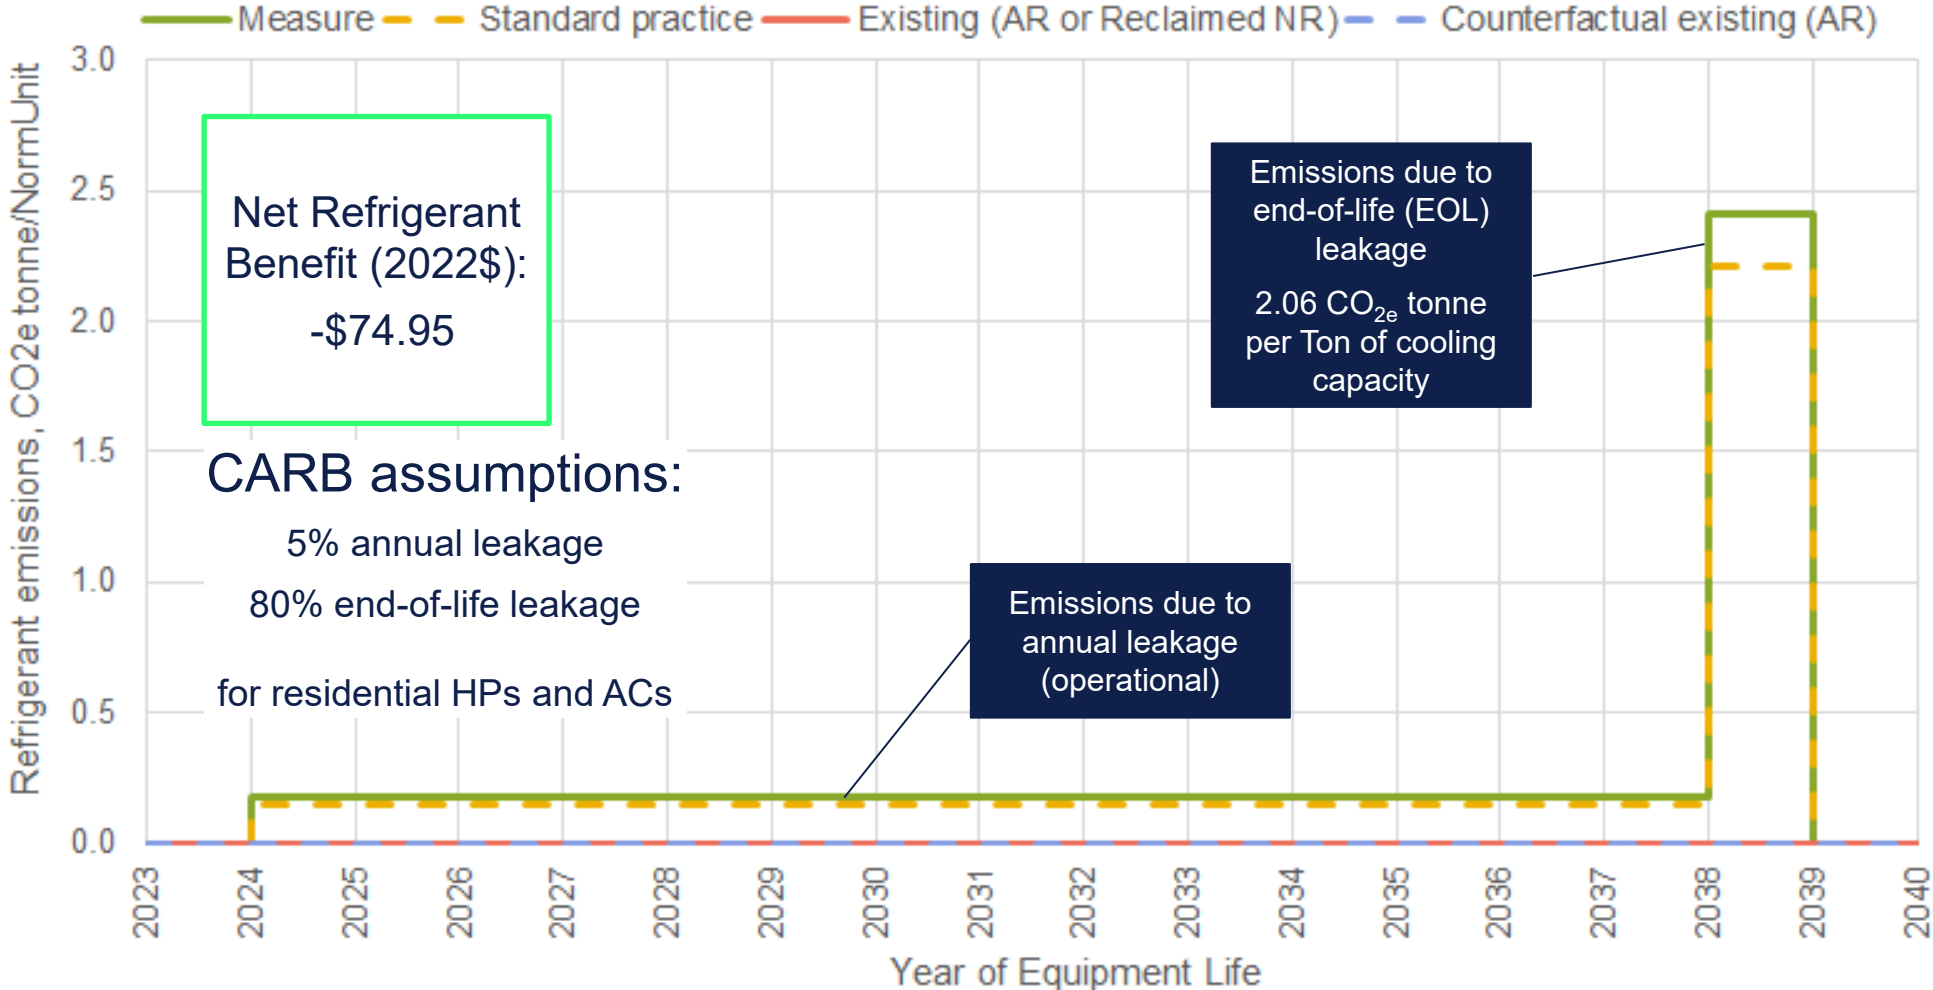 Measure Standard practice Existing (AR or Reclaimed NR) Counterfactual existing (AR)
Refrigerant emissions, CO2e tonne/NormUnit
3.0
2.5
2.0
1.5
1.0
0.5
0.0
Net Refrigerant
Benefit (2022$):
-$74.95
CARB assumptions:
5% annual leakage
80% end-of-life leakage
for residential HPs and ACs
Emissions due to
end-of-life (EOL)
leakage
2.06 CO2e tonne
per Ton of cooling
capacity
Emissions due to
annual leakage
(operational)
2023 2024 2025 2026 2027 2028 2029 2030 2031 2032 2033 2034 2035 2036 2037 2038 2039 2040
Year of Equipment Life